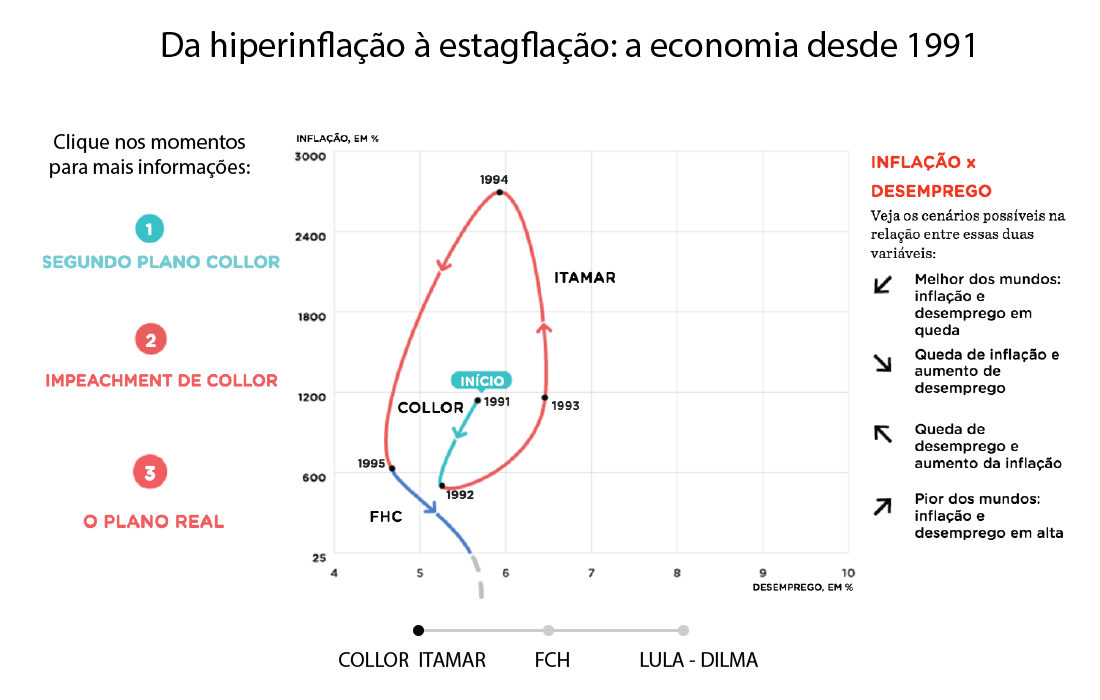 Da hiperinflação à estagflação: a economia desde 1991
Clique nos momentos
para mais informações:
1
SEGUNDO PLANO COLLOR
2
IMPEACHMENT DE COLLOR
3
O PLANO REAL
INFLAÇÃO, EM %
3000
2400
1800
1200
600
25
4
5
6
7
8
9
10
DESEMPREGO, EM %
1994
ITAMAR
INÍCIO
1991
COLLOR
1993
1995
1992
FHC
INFLAÇÃO x
DESEMPREGO
Veja os cenários possíveis na
relação entre essas duas
variáveis:
Melhor dos mundos:
inflação e
desemprego em
queda
Queda de inflação e
aumento de
desemprego
Queda de
desemprego e
aumento da inflação
Pior dos mundos:
inflação e
desemprego em alta
COLLOR ITAMAR
FCH
LULA - DILMA